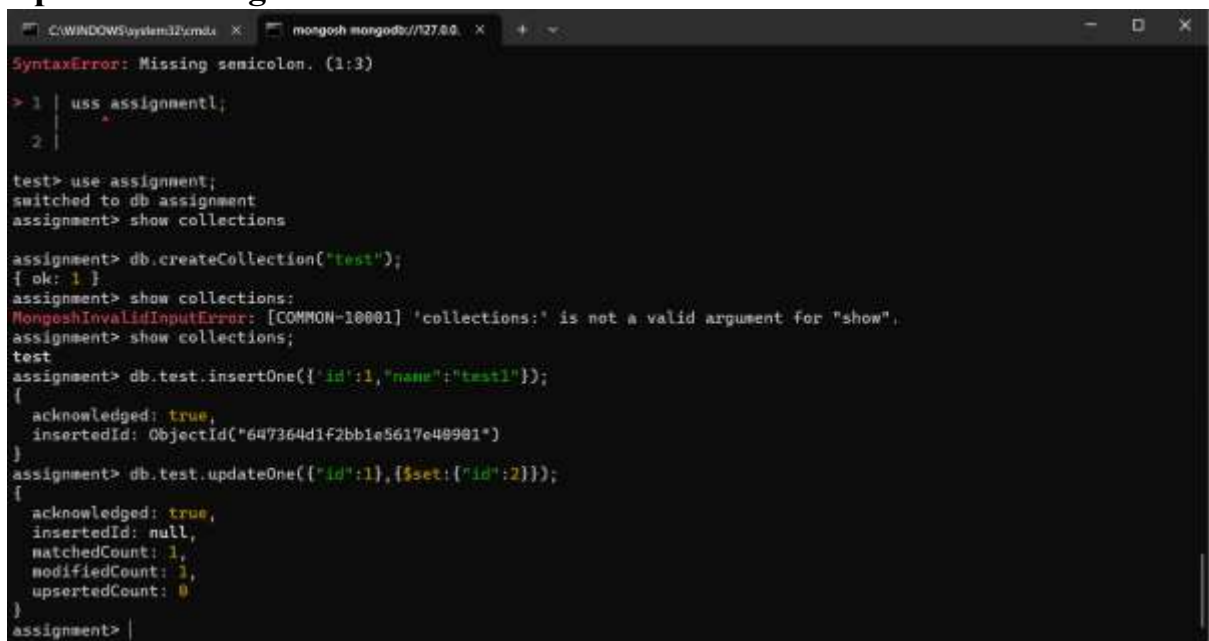 C:\WINDOWS\system32\cmd.e × mongosh mongodb://127.0.0. × +
SyntaxError: Missing semicolon. (1:3)
> 1 | uss assignment1;
|
2 |
test> use assignment;
switched to db assignment
assignment> show collections
assignment> db.createCollection("test");
{ ok: 1 }
assignment> show collections:
MongoshInvalidInputError: [COMMON-10001] 'collections:' is not a valid argument for "show".
assignment> show collections;
test
assignment> db.test.insertOne({'id':1,"name":"test1"});
{
acknowledged: true,
insertedId: ObjectId("647364d1f2bb1e5617e40901")
}
assignment> db.test.updateOne({"id":1},{$set:{"id":2}});
{
acknowledged: true,
insertedId: null,
matchedCount: 1,
modifiedCount: 1,
upsertedCount: 0
}
assignment>